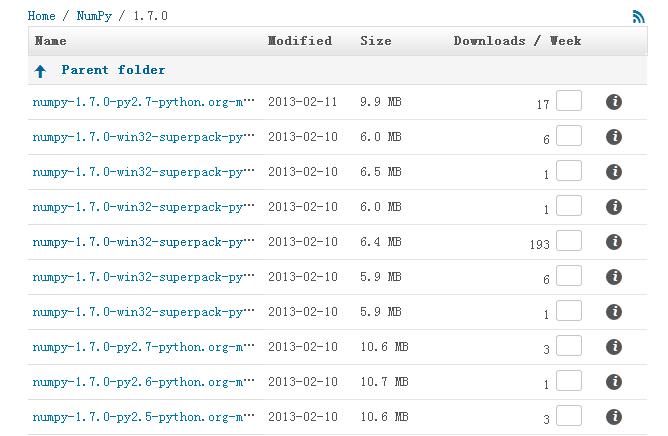 Home / NumPy / 1.7.0
Name Modified Size Downloads / Week
Parent folder
numpy-1.7.0-py2.7-python.org-m… 2013-02-11 9.9 MB 17
numpy-1.7.0-win32-superpack-py… 2013-02-10 6.0 MB 6
numpy-1.7.0-win32-superpack-py… 2013-02-10 6.5 MB 1
numpy-1.7.0-win32-superpack-py… 2013-02-10 6.0 MB 1
numpy-1.7.0-win32-superpack-py… 2013-02-10 6.4 MB 193
numpy-1.7.0-win32-superpack-py… 2013-02-10 5.9 MB 6
numpy-1.7.0-win32-superpack-py… 2013-02-10 5.9 MB 1
numpy-1.7.0-py2.7-python.org-m… 2013-02-10 10.6 MB 3
numpy-1.7.0-py2.6-python.org-m… 2013-02-10 10.7 MB 1
numpy-1.7.0-py2.5-python.org-m… 2013-02-10 10.6 MB 3